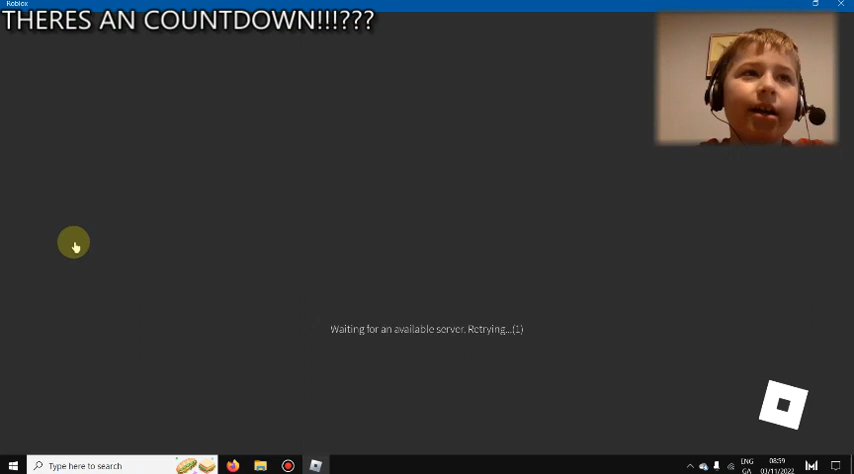 Roblox
THERES AN COUNTDOWN!!!???
Waiting for an available server. Retrying...(1)
Type here to search
ENG
GA
08:59
03/11/2022